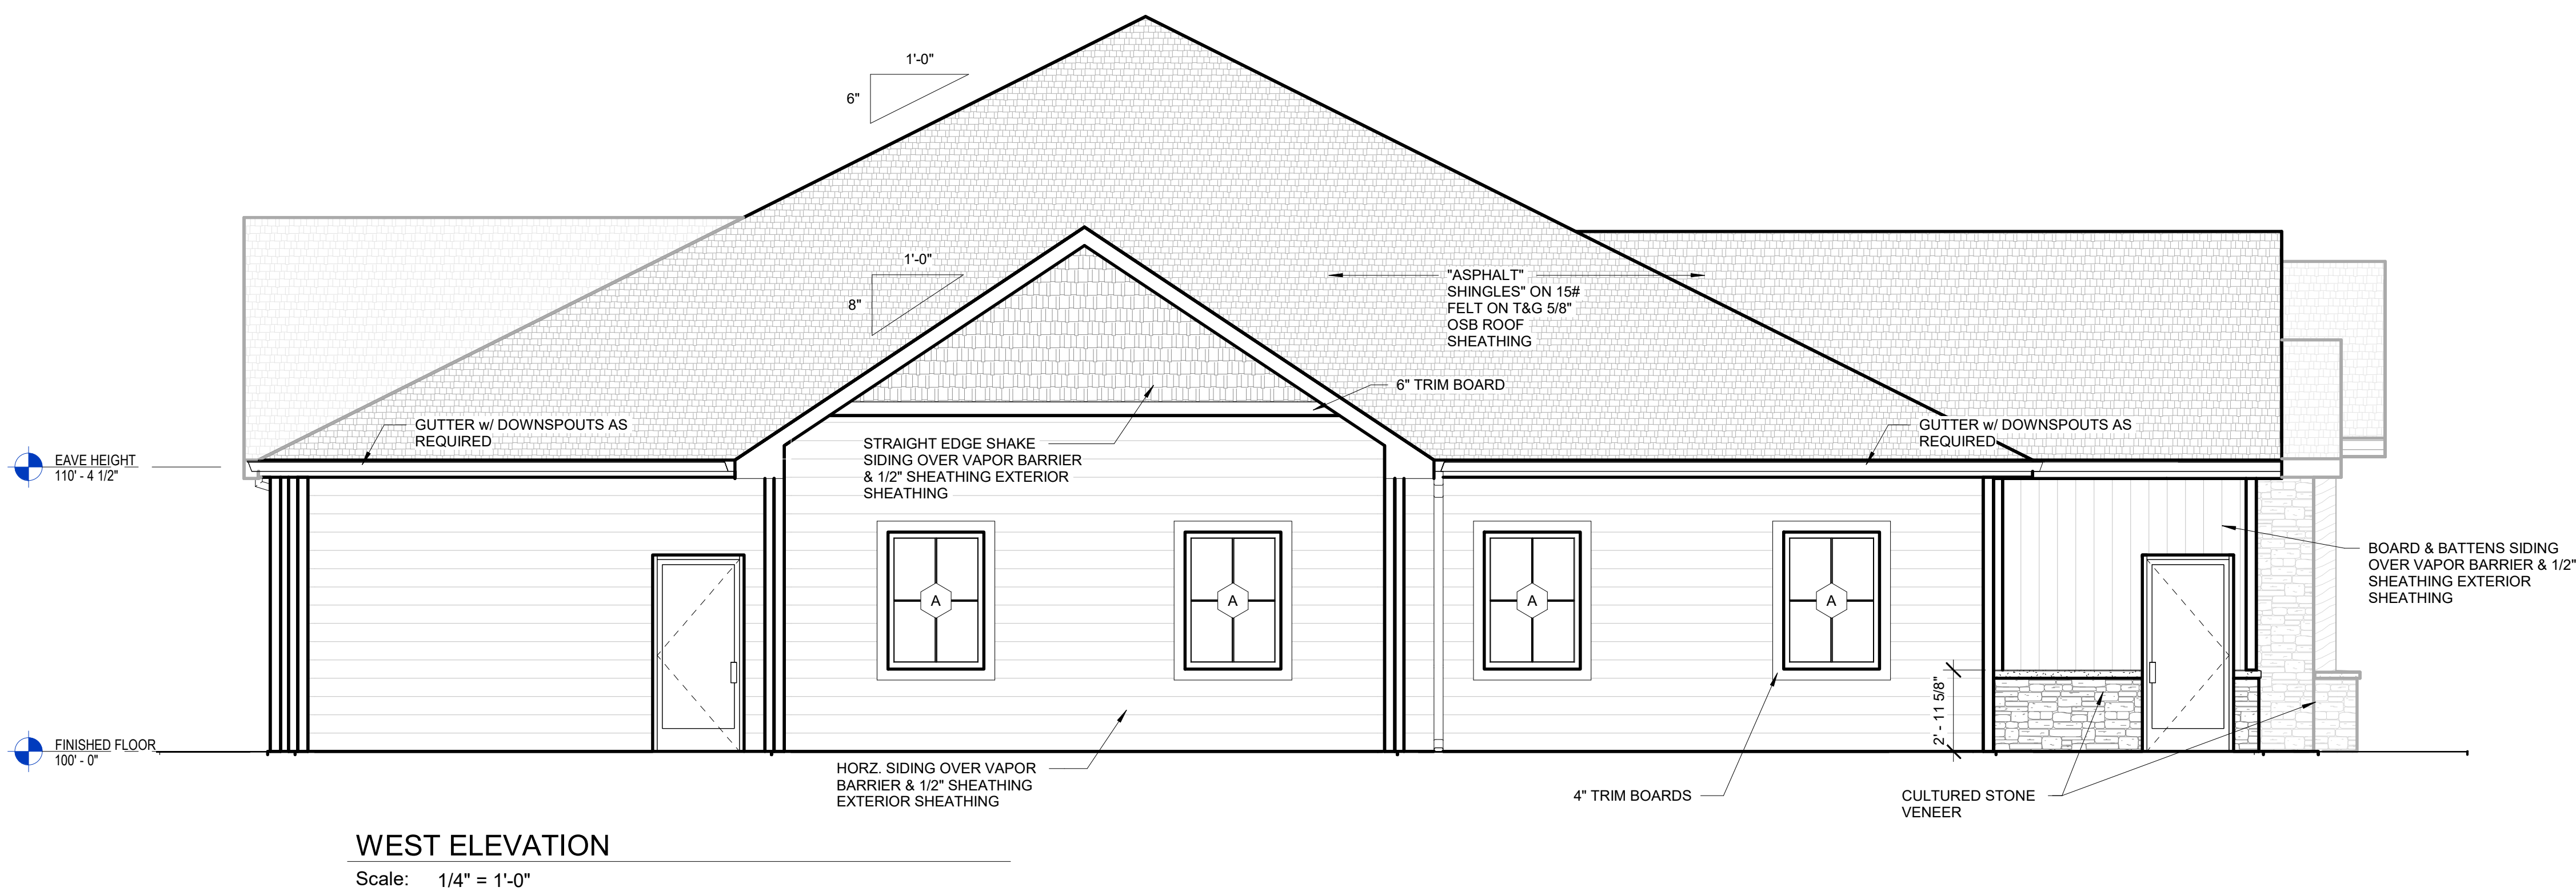 1'-0"
6"
1'-0"
8"
"ASPHALT"
SHINGLES" ON 15#
FELT ON T&G 5/8"
OSB ROOF
SHEATHING
6" TRIM BOARD
GUTTER w/ DOWNSPOUTS AS
REQUIRED
GUTTER w/ DOWNSPOUTS AS
REQUIRED
STRAIGHT EDGE SHAKE
SIDING OVER VAPOR BARRIER
& 1/2" SHEATHING EXTERIOR
SHEATHING
EAVE HEIGHT
110' - 4 1/2"
BOARD & BATTENS SIDING
OVER VAPOR BARRIER & 1/2"
SHEATHING EXTERIOR
SHEATHING
A
A
A
A
2' - 11 5/8"
FINISHED FLOOR
100' - 0"
HORZ. SIDING OVER VAPOR
BARRIER & 1/2" SHEATHING
EXTERIOR SHEATHING
4" TRIM BOARDS
CULTURED STONE
VENEER
WEST ELEVATION
Scale: 1/4" = 1'-0"